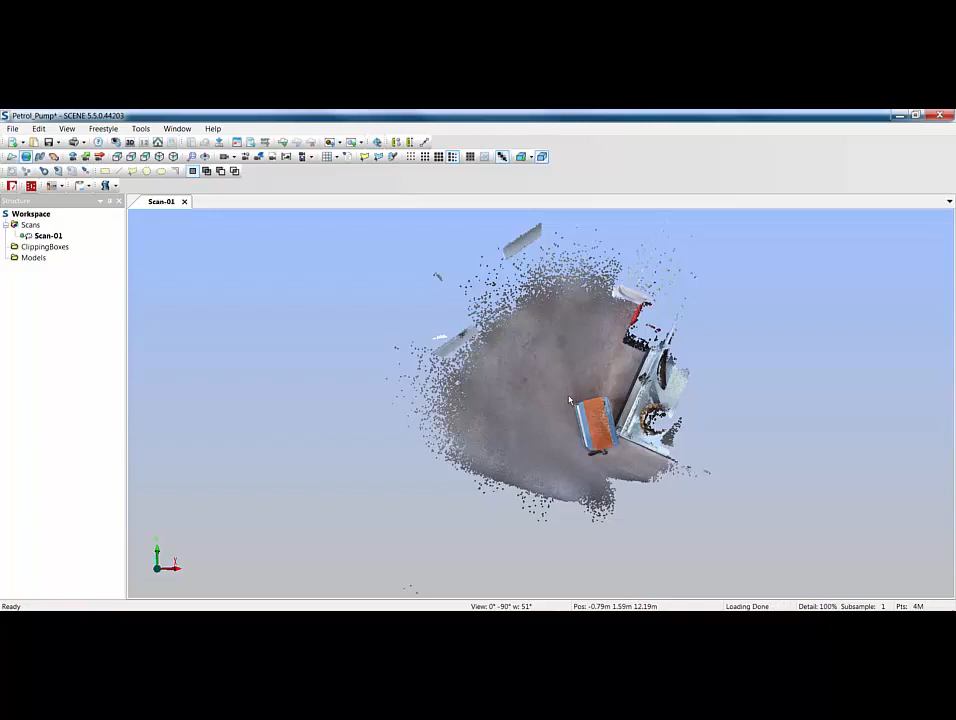 Petrol_Pump* - SCENE 5.5.0.44203
File Edit View Freestyle Tools Window Help
Structure
Scan-01
Workspace
Scans
Scan-01
ClippingBoxes
Models
Ready
View: 0° -90° w: 51°
Pos: -0.79m 1.59m 12.19m
Loading Done
Detail: 100%
Subsample: 1
Pts: 4M